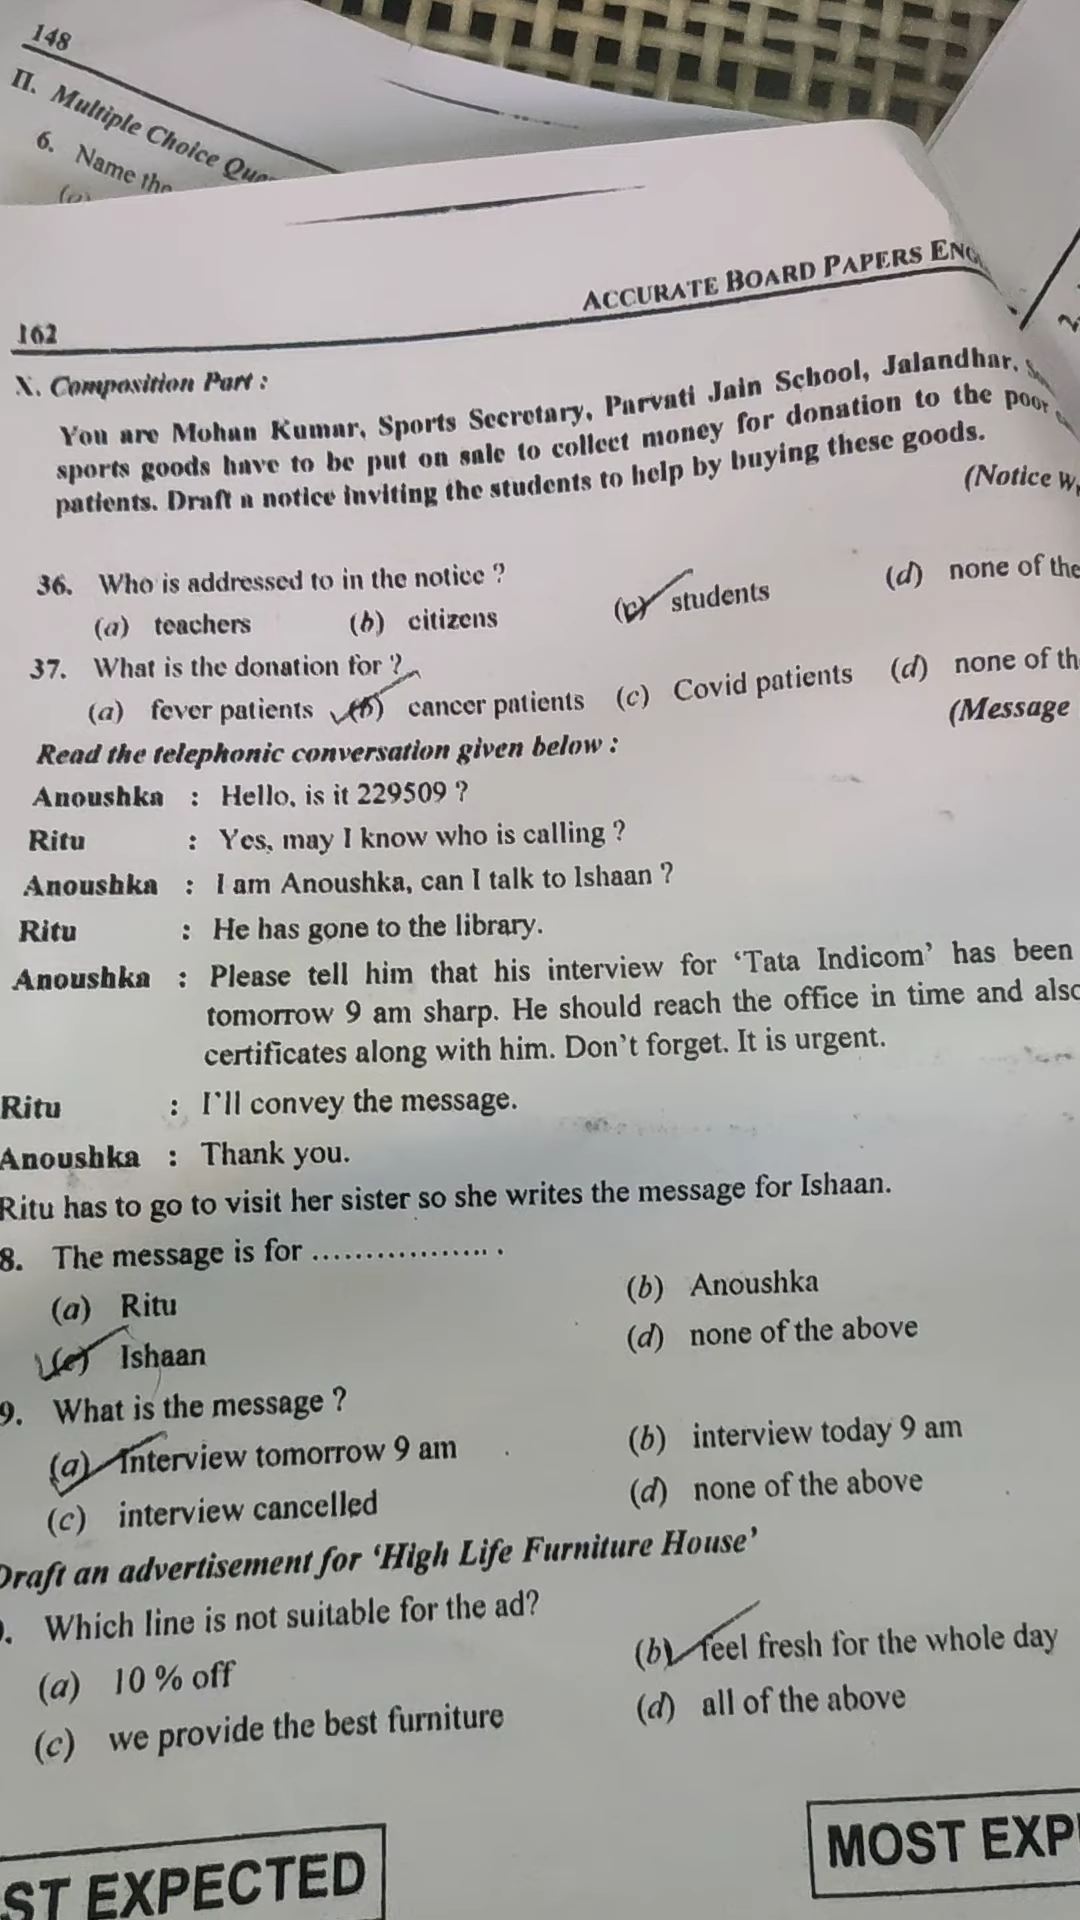 148
II. Multiple Choice
6. Name the
162
ACCURATE BOARD PAPERS
X. Composition Part :
You are Mohan Kumar, Sports Secretary, Parvati Jain School, Jalandhar.
sports goods have to be put on sale to collect money for donation to the poor
patients. Draft a notice inviting the students to help by buying these goods.
(Notice
36. Who is addressed to in the notice ?
(a) teachers (b) citizens (c) students (d) none of the
37. What is the donation for ?
(a) fever patients (b) cancer patients (c) Covid patients (d) none of
(Message
Read the telephonic conversation given below :
Anoushka : Hello, is it 229509 ?
Ritu : Yes, may I know who is calling ?
Anoushka : I am Anoushka, can I talk to Ishaan ?
Ritu : He has gone to the library.
Anoushka : Please tell him that his interview for ‘Tata Indicom’ has been
tomorrow 9 am sharp. He should reach the office in time and also
certificates along with him. Don’t forget. It is urgent.
Ritu : I’ll convey the message.
Anoushka : Thank you.
Ritu has to go to visit her sister so she writes the message for Ishaan.
8. The message is for ................. .
(a) Ritu (b) Anoushka
(c) Ishaan (d) none of the above
9. What is the message ?
(a) interview tomorrow 9 am (b) interview today 9 am
(c) interview cancelled (d) none of the above
Draft an advertisement for ‘High Life Furniture House’
. Which line is not suitable for the ad?
(a) 10 % off (b) feel fresh for the whole day
(c) we provide the best furniture (d) all of the above
ST EXPECTED MOST EXP